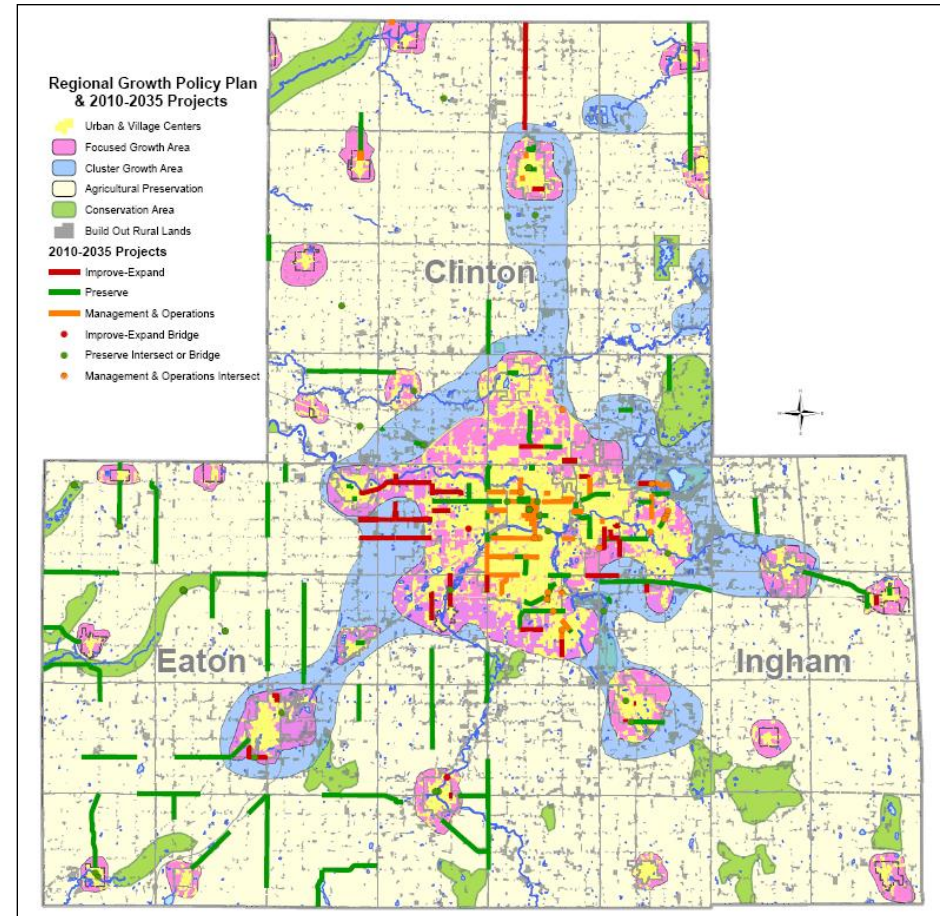 Regional Growth Policy Plan
& 2010-2035 Projects
Urban & Village Centers
Focused Growth Area
Cluster Growth Area
Agricultural Preservation
Conservation Area
Build Out Rural Lands
2010-2035 Projects
Improve-Expand
Preserve
Management & Operations
Improve-Expand Bridge
Preserve Intersect or Bridge
Management & Operations Intersect
Clinton
Eaton
Ingham